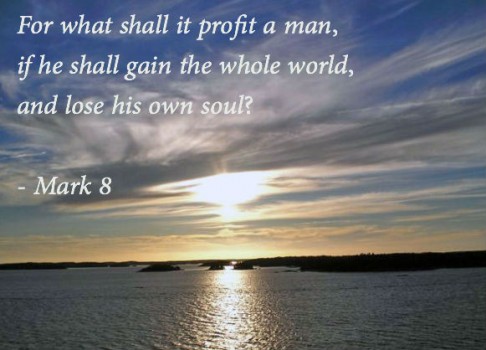 For what shall it profit a man,
if he shall gain the whole world,
and lose his own soul?
- Mark 8